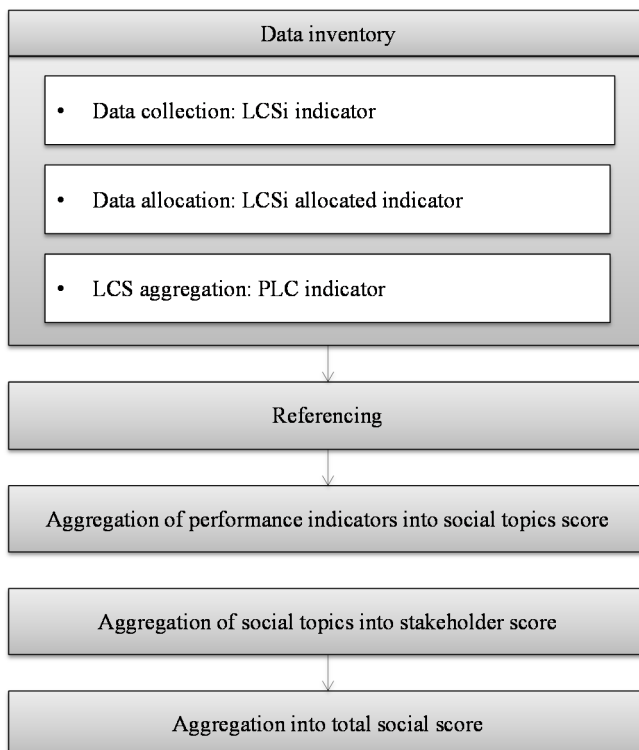 Data inventory
• Data collection: LCSi indicator
• Data allocation: LCSi allocated indicator
• LCS aggregation: PLC indicator
Referencing
Aggregation of performance indicators into social topics score
Aggregation of social topics into stakeholder score
Aggregation into total social score